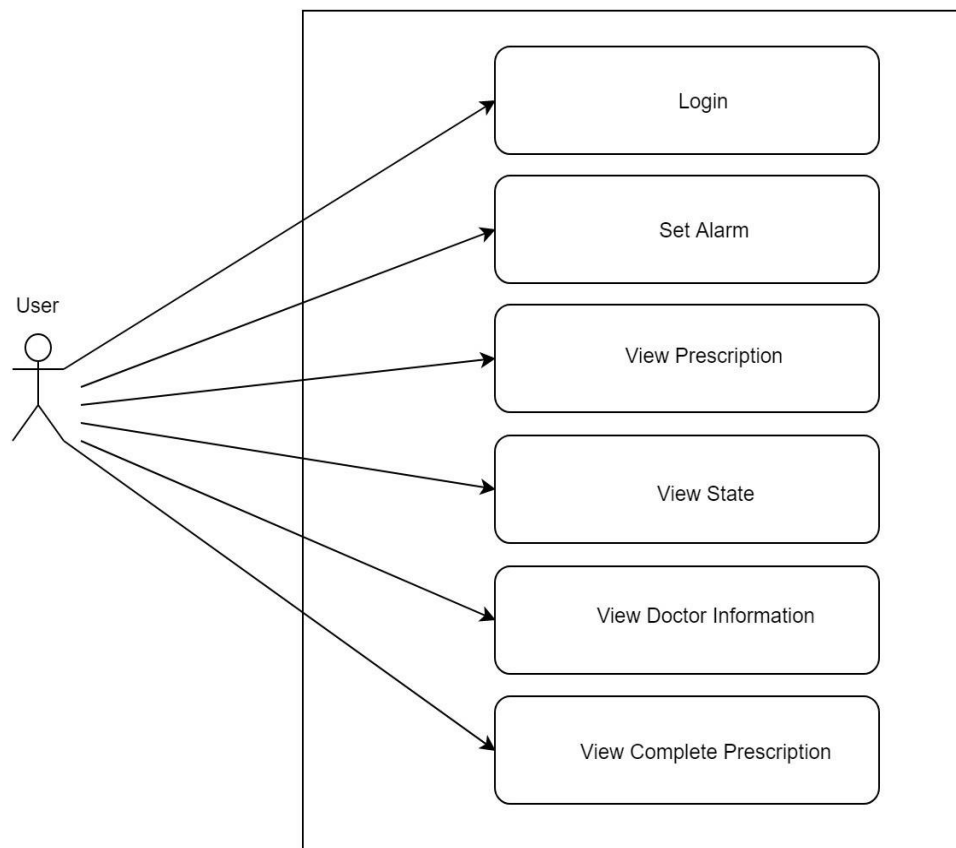 Login
Set Alarm
User
View Prescription
View State
View Doctor Information
View Complete Prescription